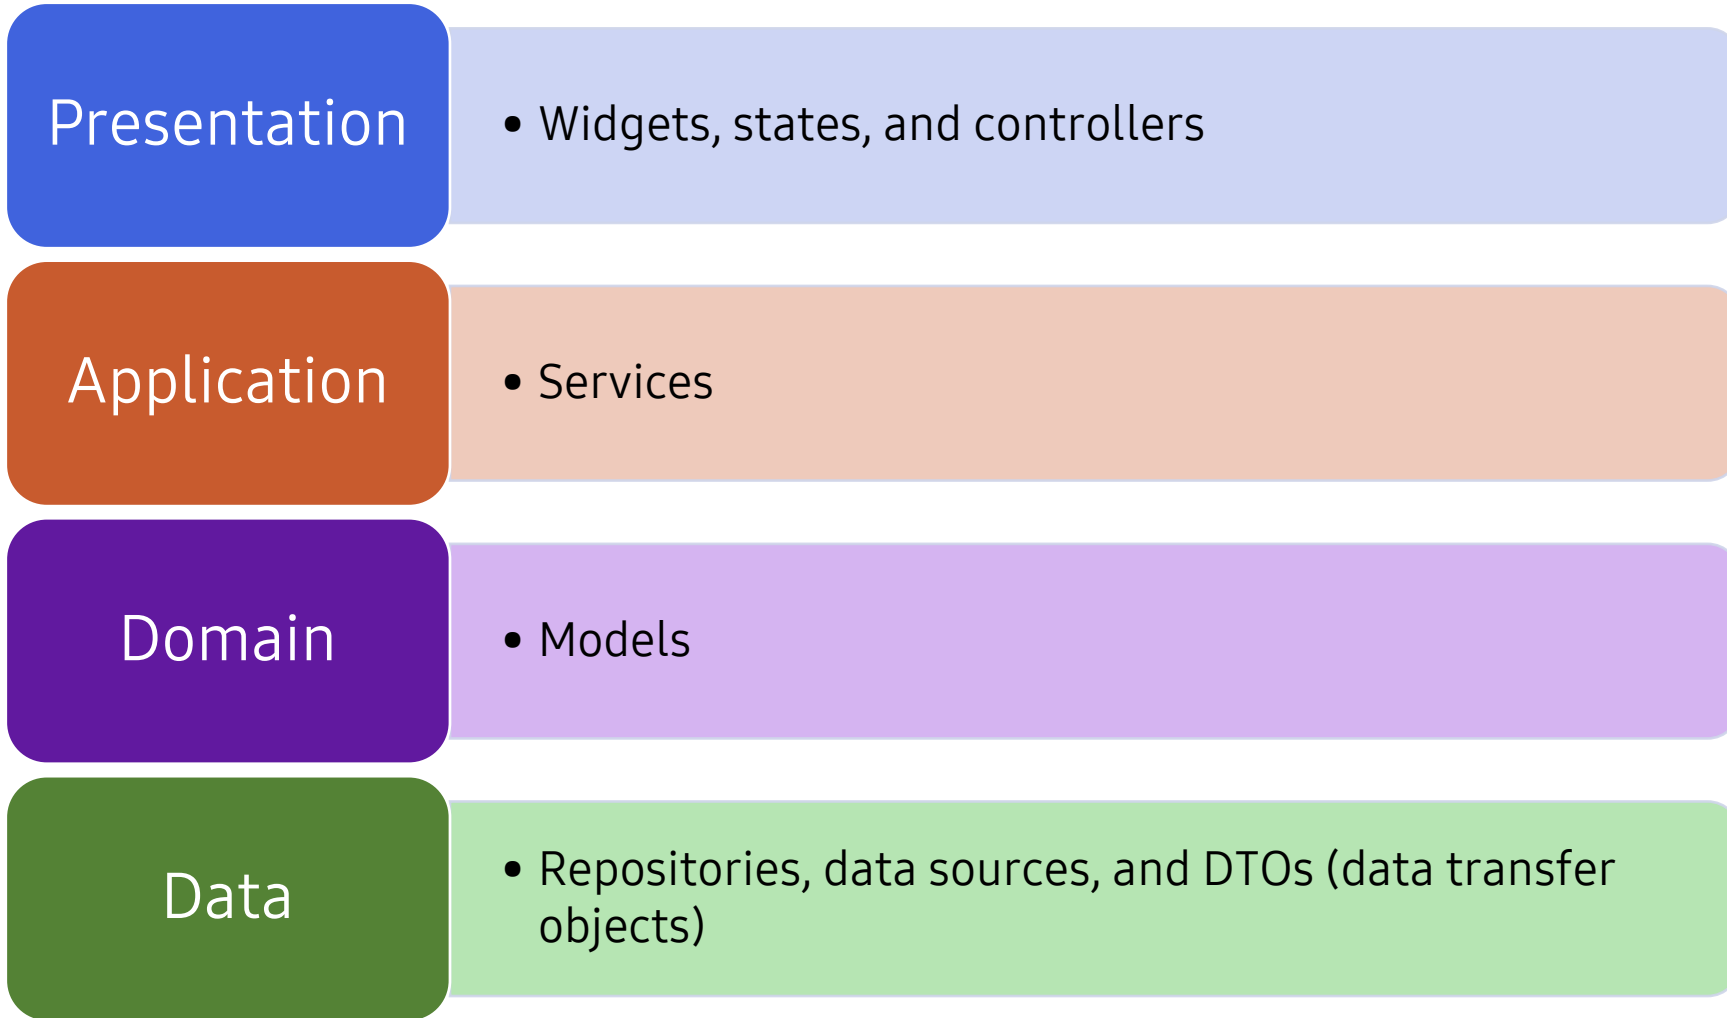 Presentation
• Widgets, states, and controllers
Application
• Services
Domain
• Models
Data
• Repositories, data sources, and DTOs (data transfer
objects)